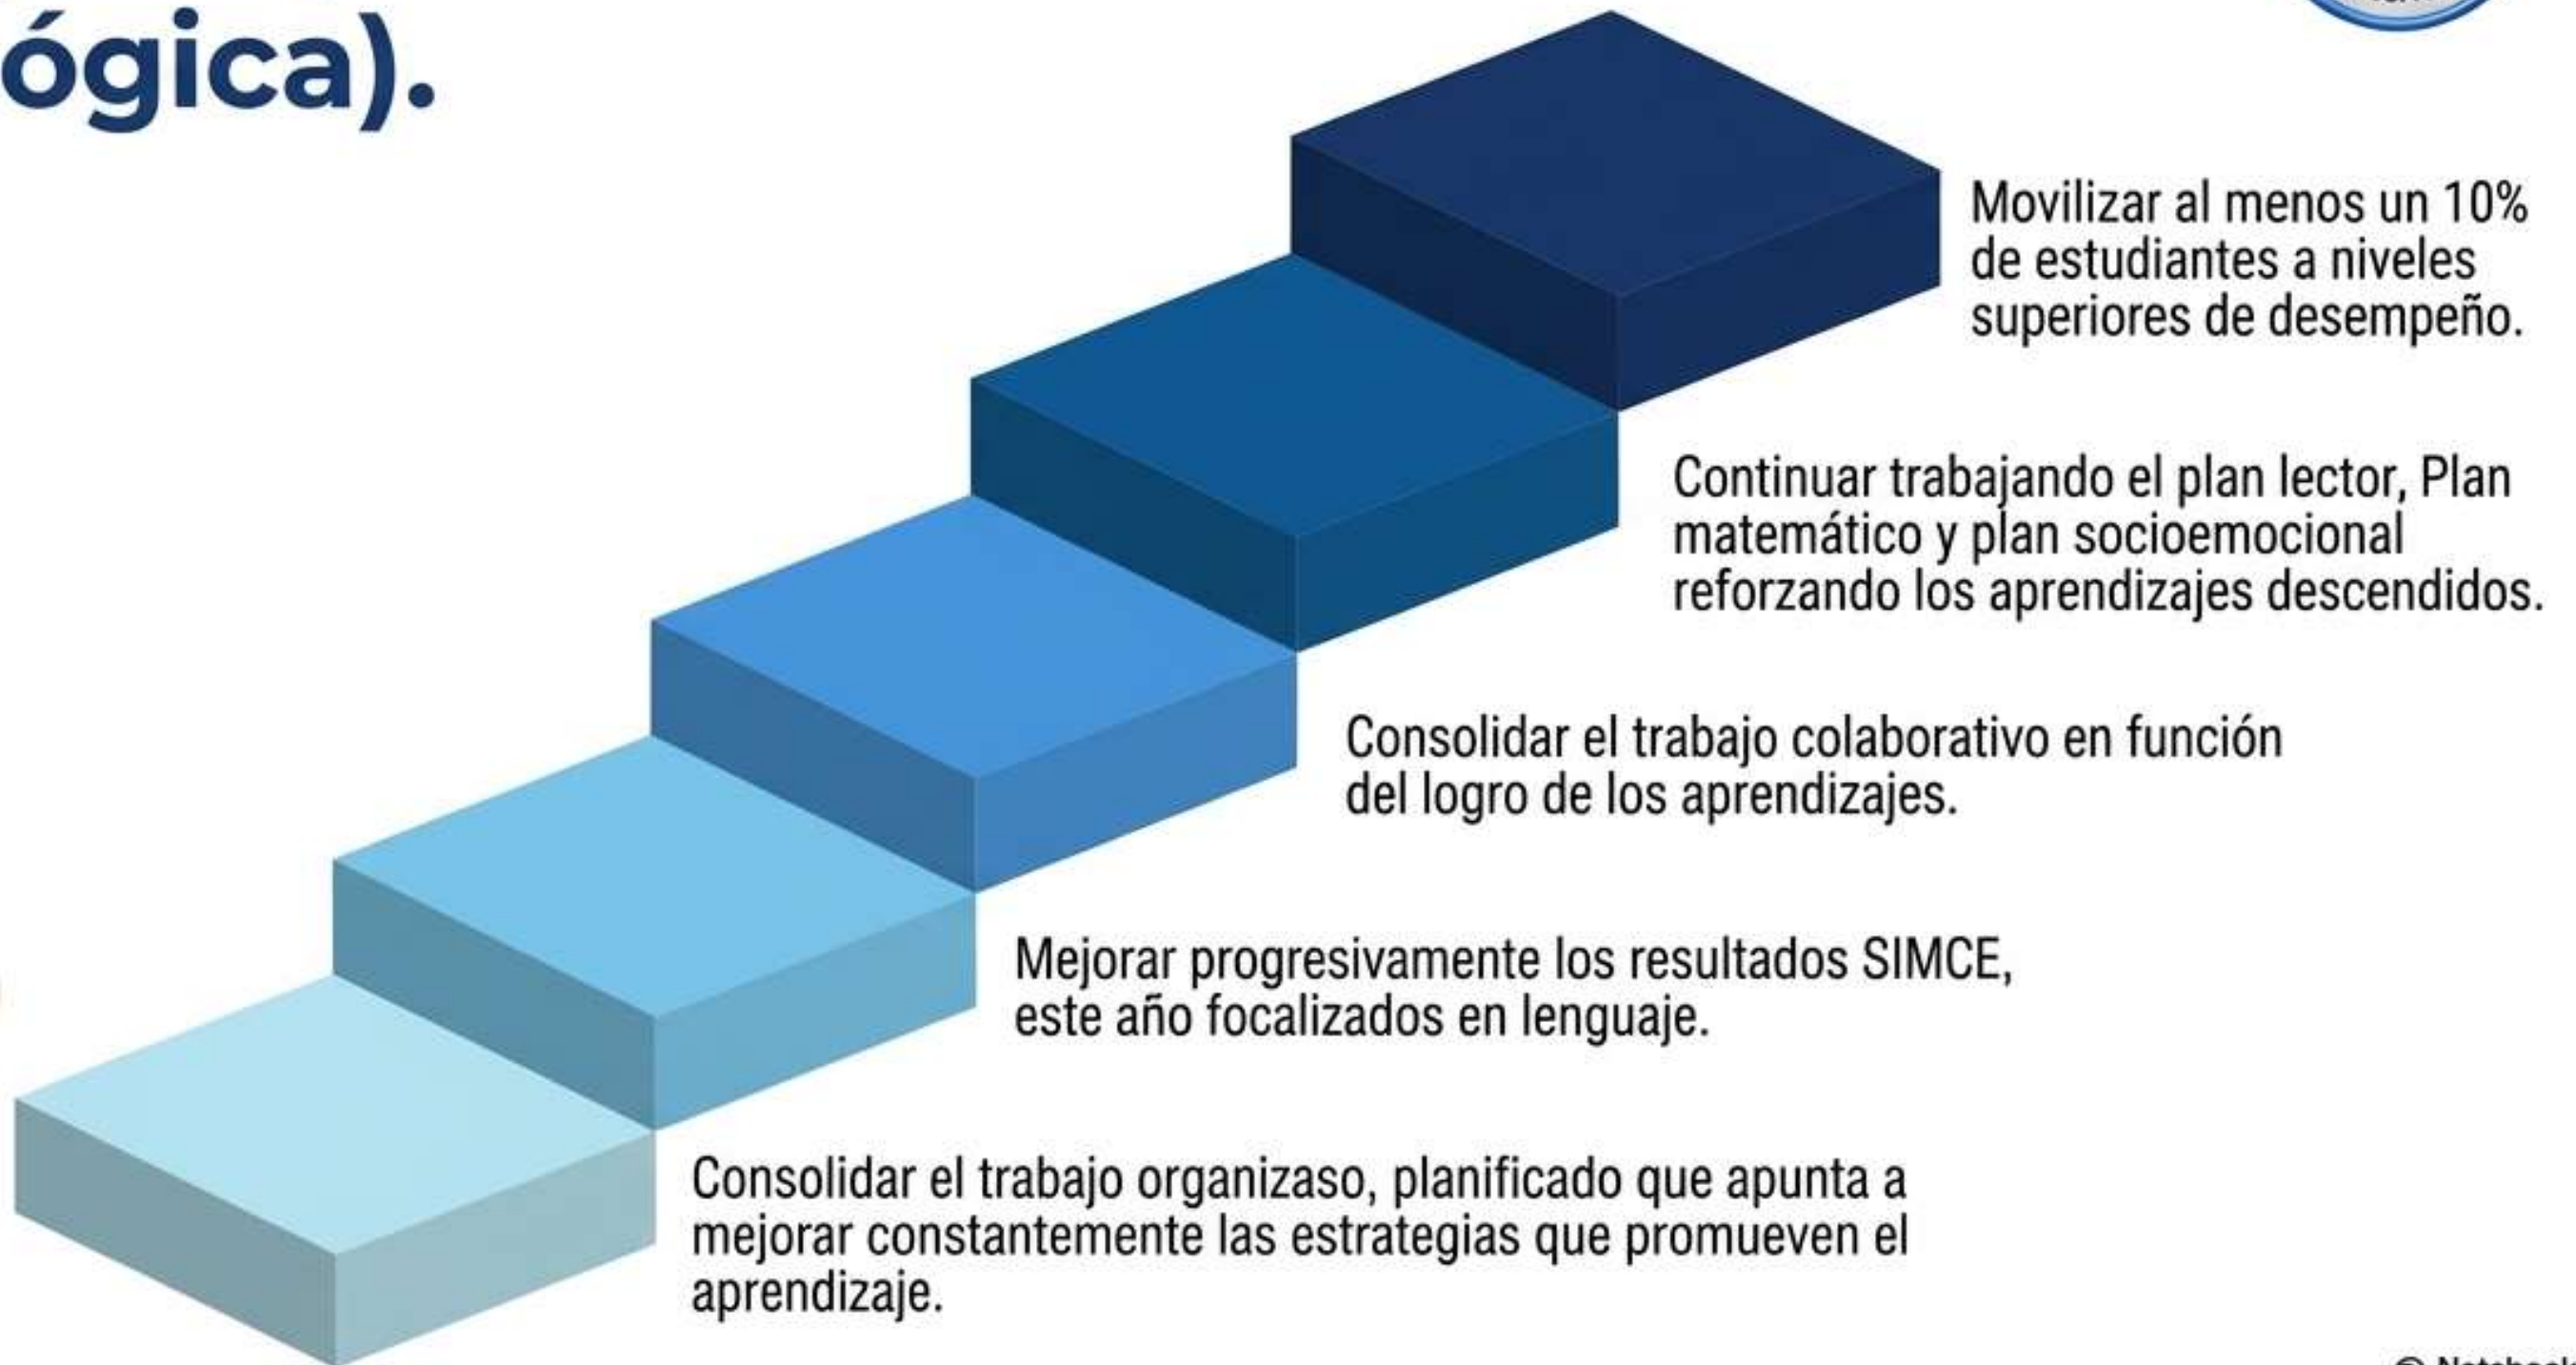 ógica).
Movilizar al menos un 10%
de estudiantes a niveles
superiores de desempeño.
Continuar trabajando el plan lector, Plan
matemático y plan socioemocional
reforzando los aprendizajes descendidos.
Consolidar el trabajo colaborativo en función
del logro de los aprendizajes.
Mejorar progresivamente los resultados SIMCE,
este año focalizados en lenguaje.
Consolidar el trabajo organizaso, planificado que apunta a
mejorar constantemente las estrategias que promueven el
aprendizaje.